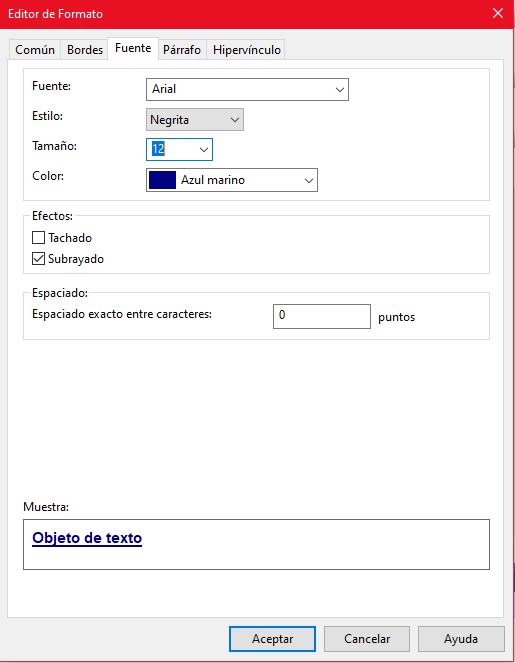 Editor de Formato
Común Bordes Fuente Párrafo Hipervínculo
Fuente: Arial
Estilo: Negrita
Tamaño: 12
Color: Azul marino
Efectos:
Tachado
Subrayado
Espaciado:
Espaciado exacto entre caracteres: 0 puntos
Muestra:
Objeto de texto
Aceptar Cancelar Ayuda